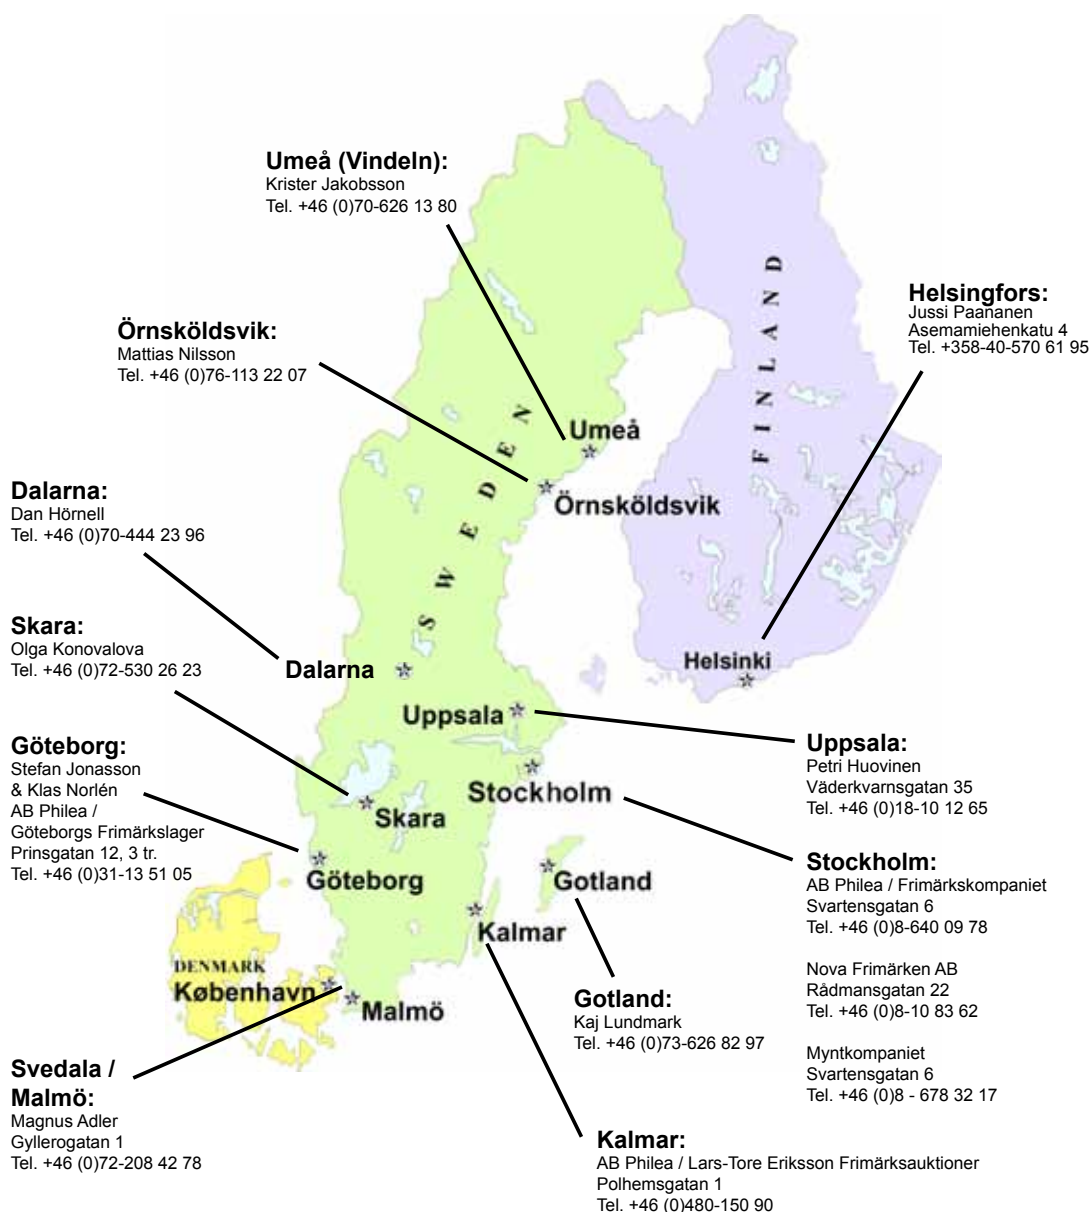 Umeå (Vindeln):
Krister Jakobsson
Tel. +46 (0)70-626 13 80
Örnsköldsvik:
Mattias Nilsson
Tel. +46 (0)76-113 22 07
Helsingfors:
Jussi Paananen
Asemamiehenkatu 4
Tel. +358-40-570 61 95
FINLAND
SWEDEN
Umeå
Örnsköldsvik
Dalarna:
Dan Hörnell
Tel. +46 (0)70-444 23 96
Skara:
Olga Konovalova
Tel. +46 (0)72-530 26 23
Dalarna
Helsinki
Uppsala
Göteborg:
Stefan Jonasson
& Klas Norlén
AB Philea /
Göteborgs Frimärkslager
Prinsgatan 12, 3 tr.
Tel. +46 (0)31-13 51 05
Stockholm
Skara
Uppsala:
Petri Huovinen
Väderkvarnsgatan 35
Tel. +46 (0)18-10 12 65
Göteborg
Gotland
Kalmar
Stockholm:
AB Philea / Frimärkskompaniet
Svartensgatan 6
Tel. +46 (0)8-640 09 78
Nova Frimärken AB
Rådmansgatan 22
Tel. +46 (0)8-10 83 62
Myntkompaniet
Svartensgatan 6
Tel. +46 (0)8 - 678 32 17
DENMARK
København
Malmö
Gotland:
Kaj Lundmark
Tel. +46 (0)73-626 82 97
Svedala /
Malmö:
Magnus Adler
Gyllerogatan 1
Tel. +46 (0)72-208 42 78
Kalmar:
AB Philea / Lars-Tore Eriksson Frimärksauktioner
Polhemsgatan 1
Tel. +46 (0)480-150 90